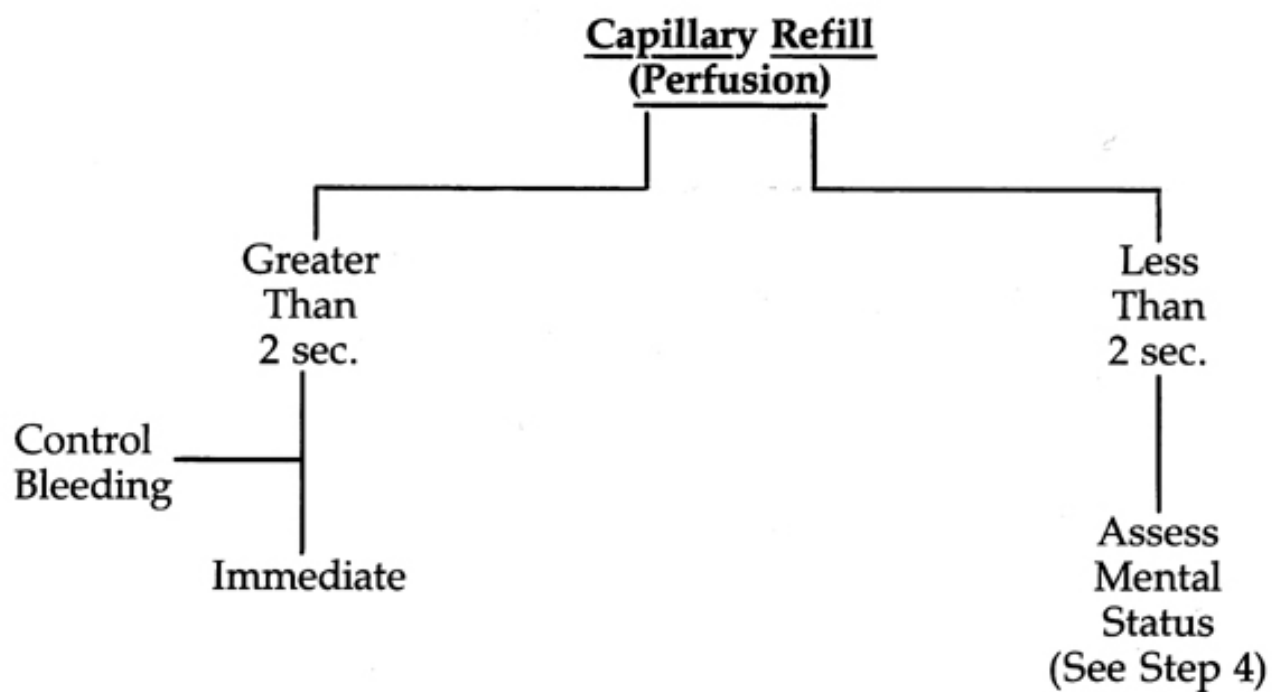 Capillary Refill
(Perfusion)
Greater
Than
2 sec.
Control
Bleeding
Immediate
Less
Than
2 sec.
Assess
Mental
Status
(See Step 4)